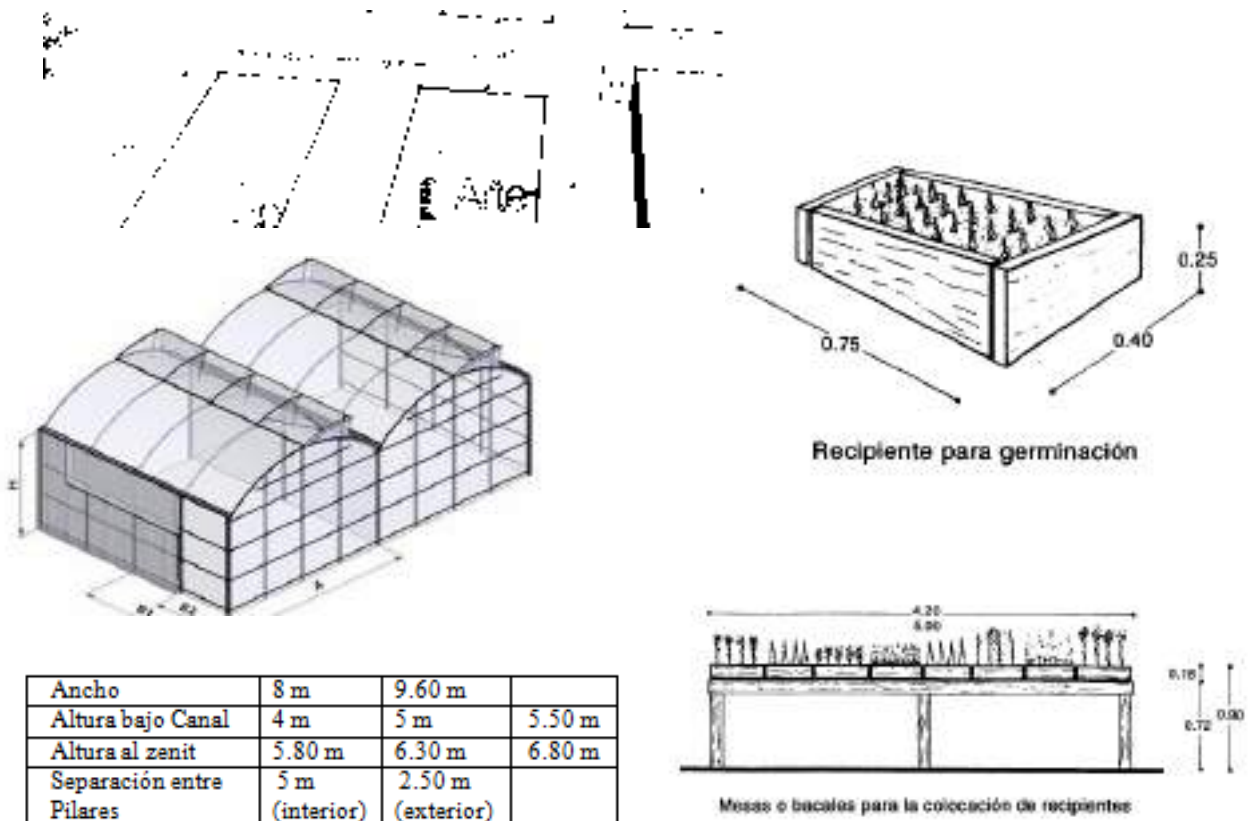 0.25
0.75
0.40
Recipiente para germinación
H
A
4.20
5.00
0.18
0.72
0.90
Mesas o bacales para la colocación de recipientes
Ancho 8 m 9.60 m
Altura bajo Canal 4 m 5 m 5.50 m
Altura al zenit 5.80 m 6.30 m 6.80 m
Separación entre 5 m 2.50 m
Pilares (interior) (exterior)